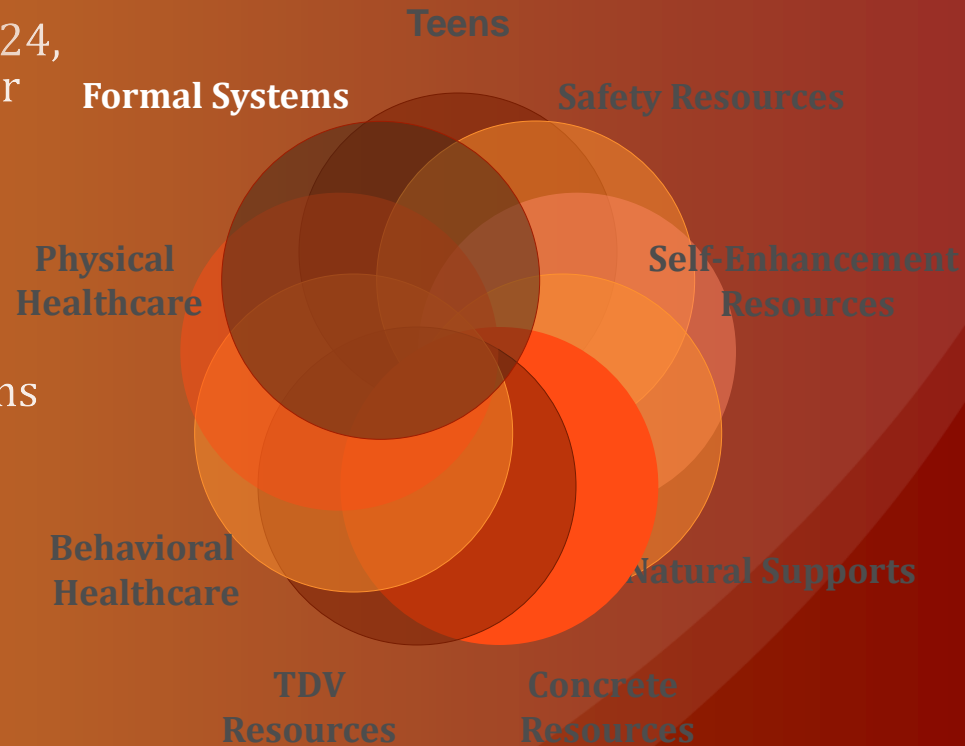 Teens
24,
r
Formal Systems
Safety Resources
Physical
Healthcare
Self-Enhancement
Resources
ns
Behavioral
Healthcare
Natural Supports
TDV
Resources
Concrete
Resources